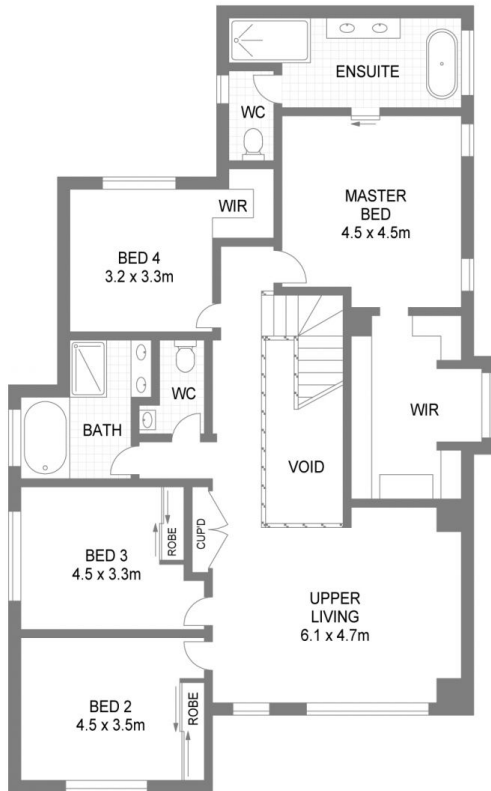 ENSUITE
WC
MASTER
BED
4.5 x 4.5m
WIR
BED 4
3.2 x 3.3m
WC
BATH
WIR
VOID
ROBE
CUP'D
BED 3
4.5 x 3.3m
UPPER
LIVING
6.1 x 4.7m
BED 2
4.5 x 3.5m
ROBE